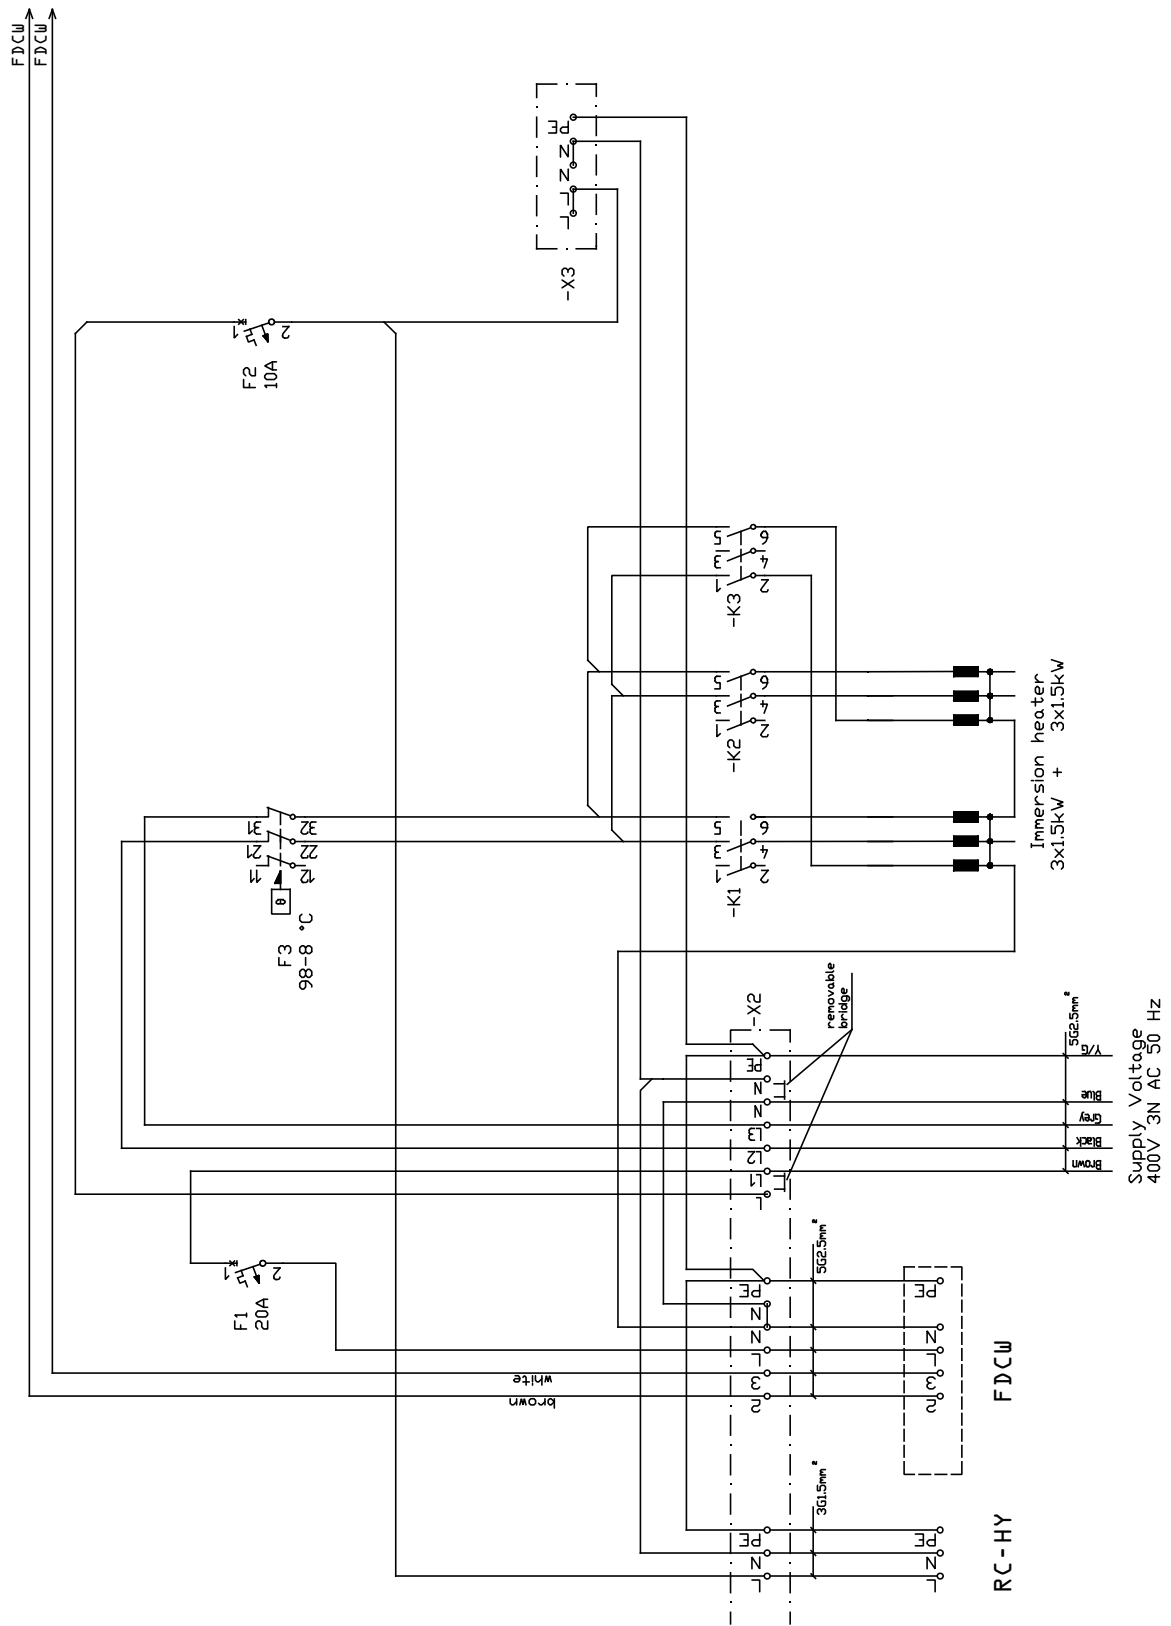 FDCW
FDCW
PE
N
N
L
L
-X3
1
2
F2
10A
5
6
3
4
1
2
-K3
5
6
3
4
1
2
-K2
31
32
21
22
11
12
θ
F3
98-8 °C
5
6
3
4
1
2
-K1
Immersion heater
3x1.5kW + 3x1.5kW
removable
bridge
-X2
PE
N
N
L3
L2
L1
L
5G2.5mm²
Y/G
Blue
Grey
Black
Brown
Supply Voltage
400V 3N AC 50 Hz
1
2
F1
20A
5G2.5mm²
PE
N
N
L
3
2
white
brown
PE
N
L
3
2
FDCW
3G1.5mm²
PE
N
L
PE
N
L
RC-HY